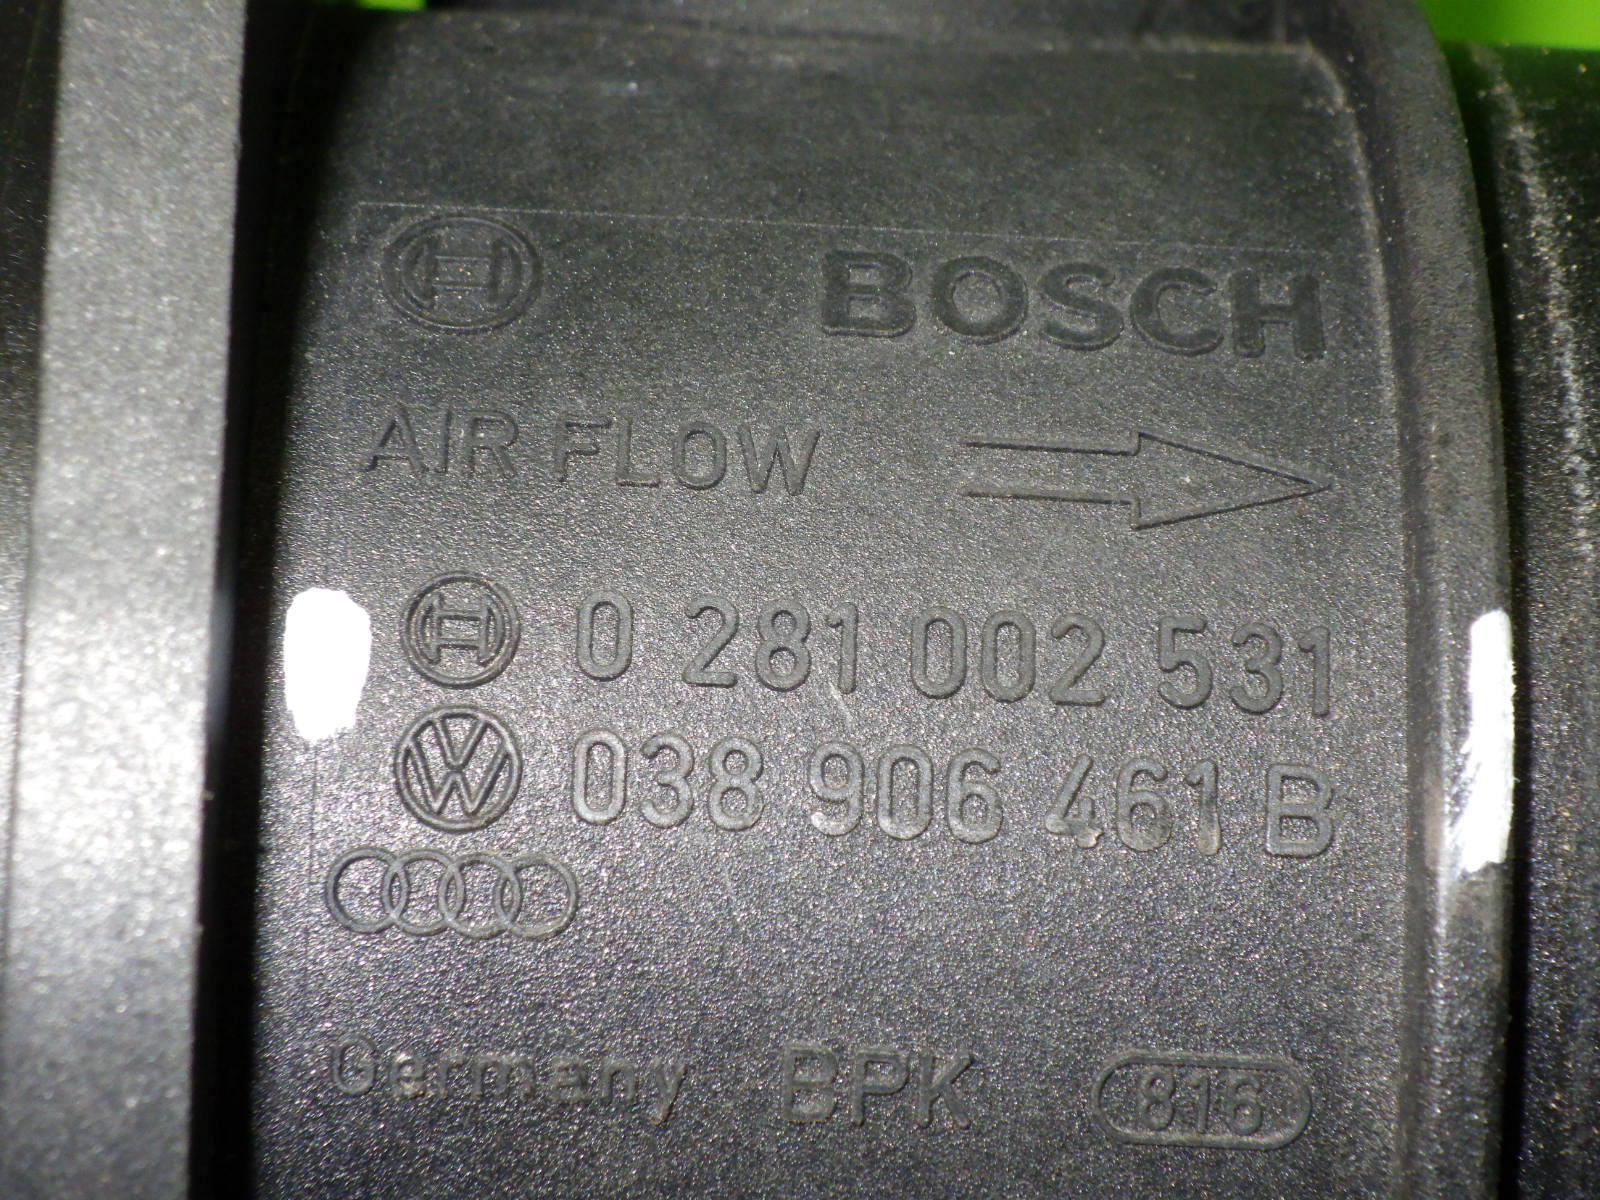 BOSCH
AIR FLOW
0 281 002 531
038 906 461 B
Germany BPK 816